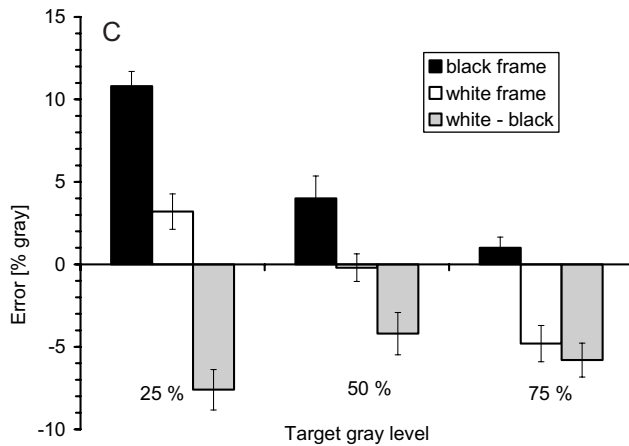 C
15
10
5
0
-5
-10
Error [% gray]
black frame
white frame
white - black
25 %
50 %
75 %
Target gray level